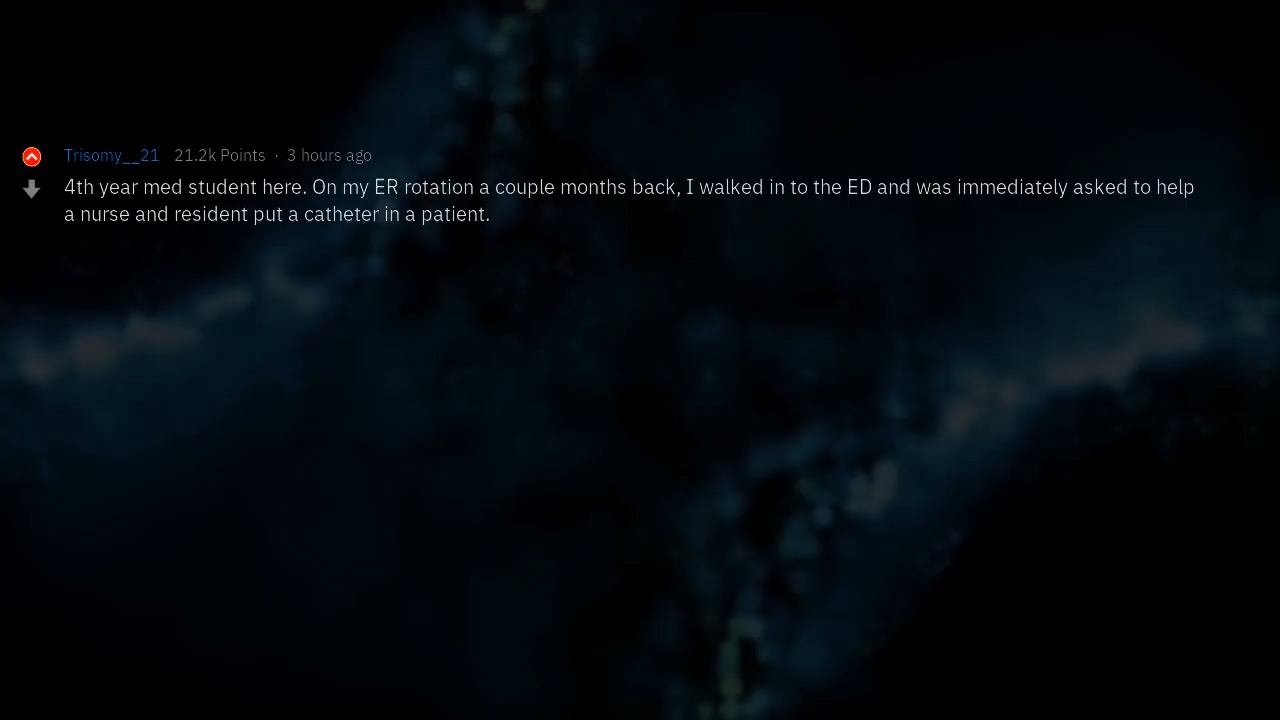 Trisomy__21 21.2k Points · 3 hours ago
4th year med student here. On my ER rotation a couple months back, I walked in to the ED and was immediately asked to help
a nurse and resident put a catheter in a patient.